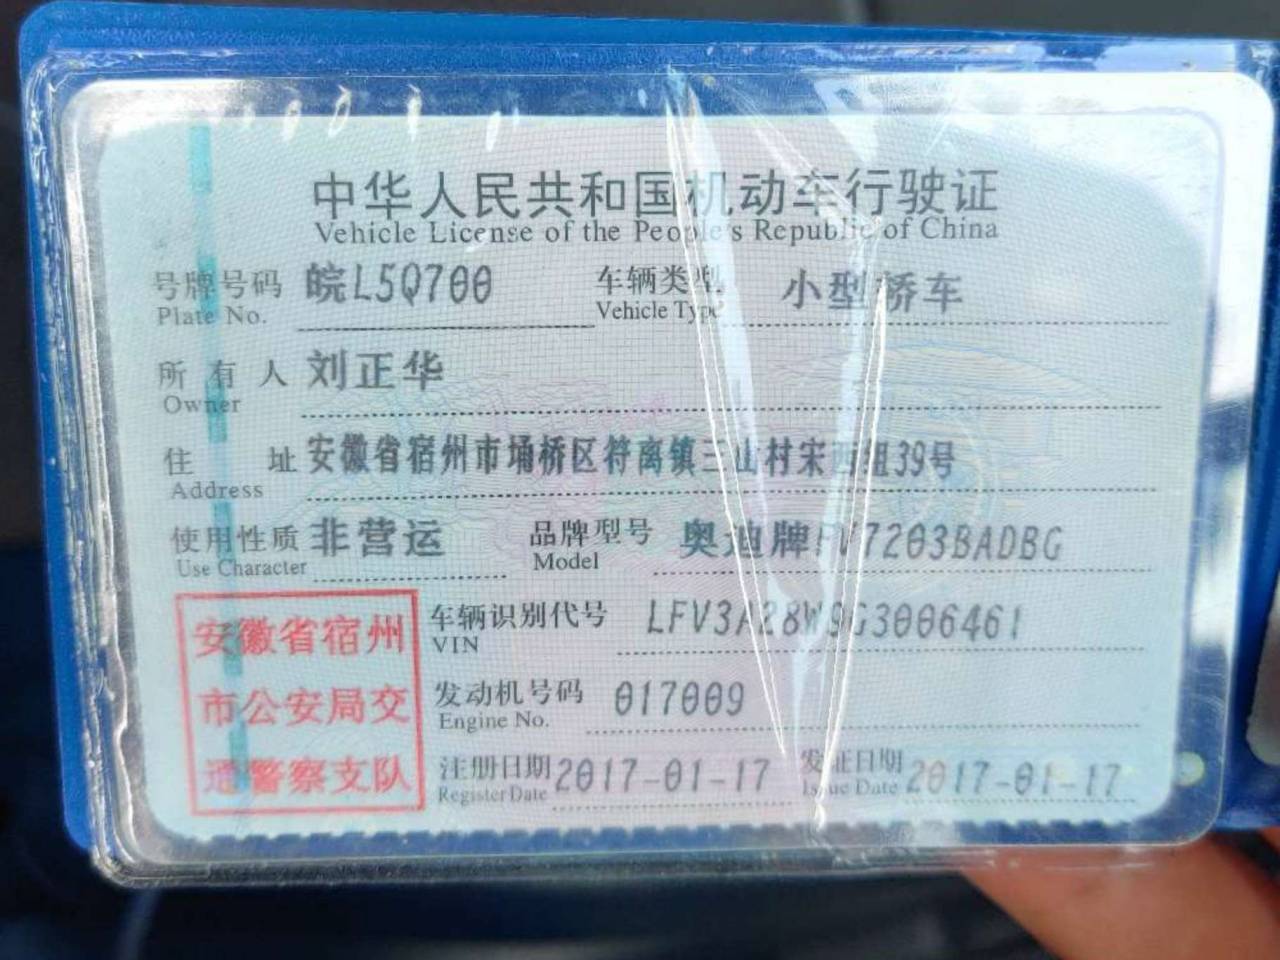 中华人民共和国机动车行驶证
Vehicle License of the People's Republic of China
号牌号码 皖L5Q700 车辆类型 小型轿车
Plate No. Vehicle Type
所有人 刘正华
Owner
住址 安徽省宿州市埇桥区符离镇三山村宋西组39号
Address
使用性质 非营运 品牌型号 奥迪牌FV7203BADBG
Use Character Model
安徽省宿州
市公安局交
通警察支队
车辆识别代号 LFV3A28W9G3006461
VIN
发动机号码 017009
Engine No.
注册日期 2017-01-17 发证日期 2017-01-17
Register Date Issue Date